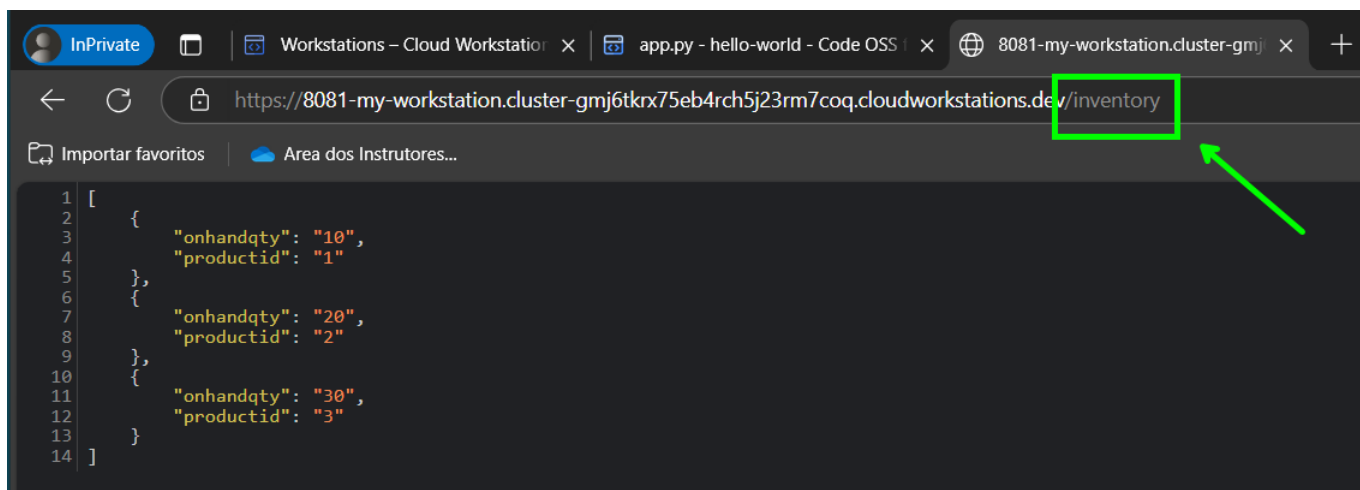 InPrivate
Workstations – Cloud Workstation
app.py - hello-world - Code OSS f
8081-my-workstation.cluster-gmj
https://8081-my-workstation.cluster-gmj6tkrx75eb4rch5j23rm7coq.cloudworkstations.dev/inventory
Importar favoritos
Area dos Instrutores...
1 [
2 {
3 "onhandqty": "10",
4 "productid": "1"
5 },
6 {
7 "onhandqty": "20",
8 "productid": "2"
9 },
10 {
11 "onhandqty": "30",
12 "productid": "3"
13 }
14 ]